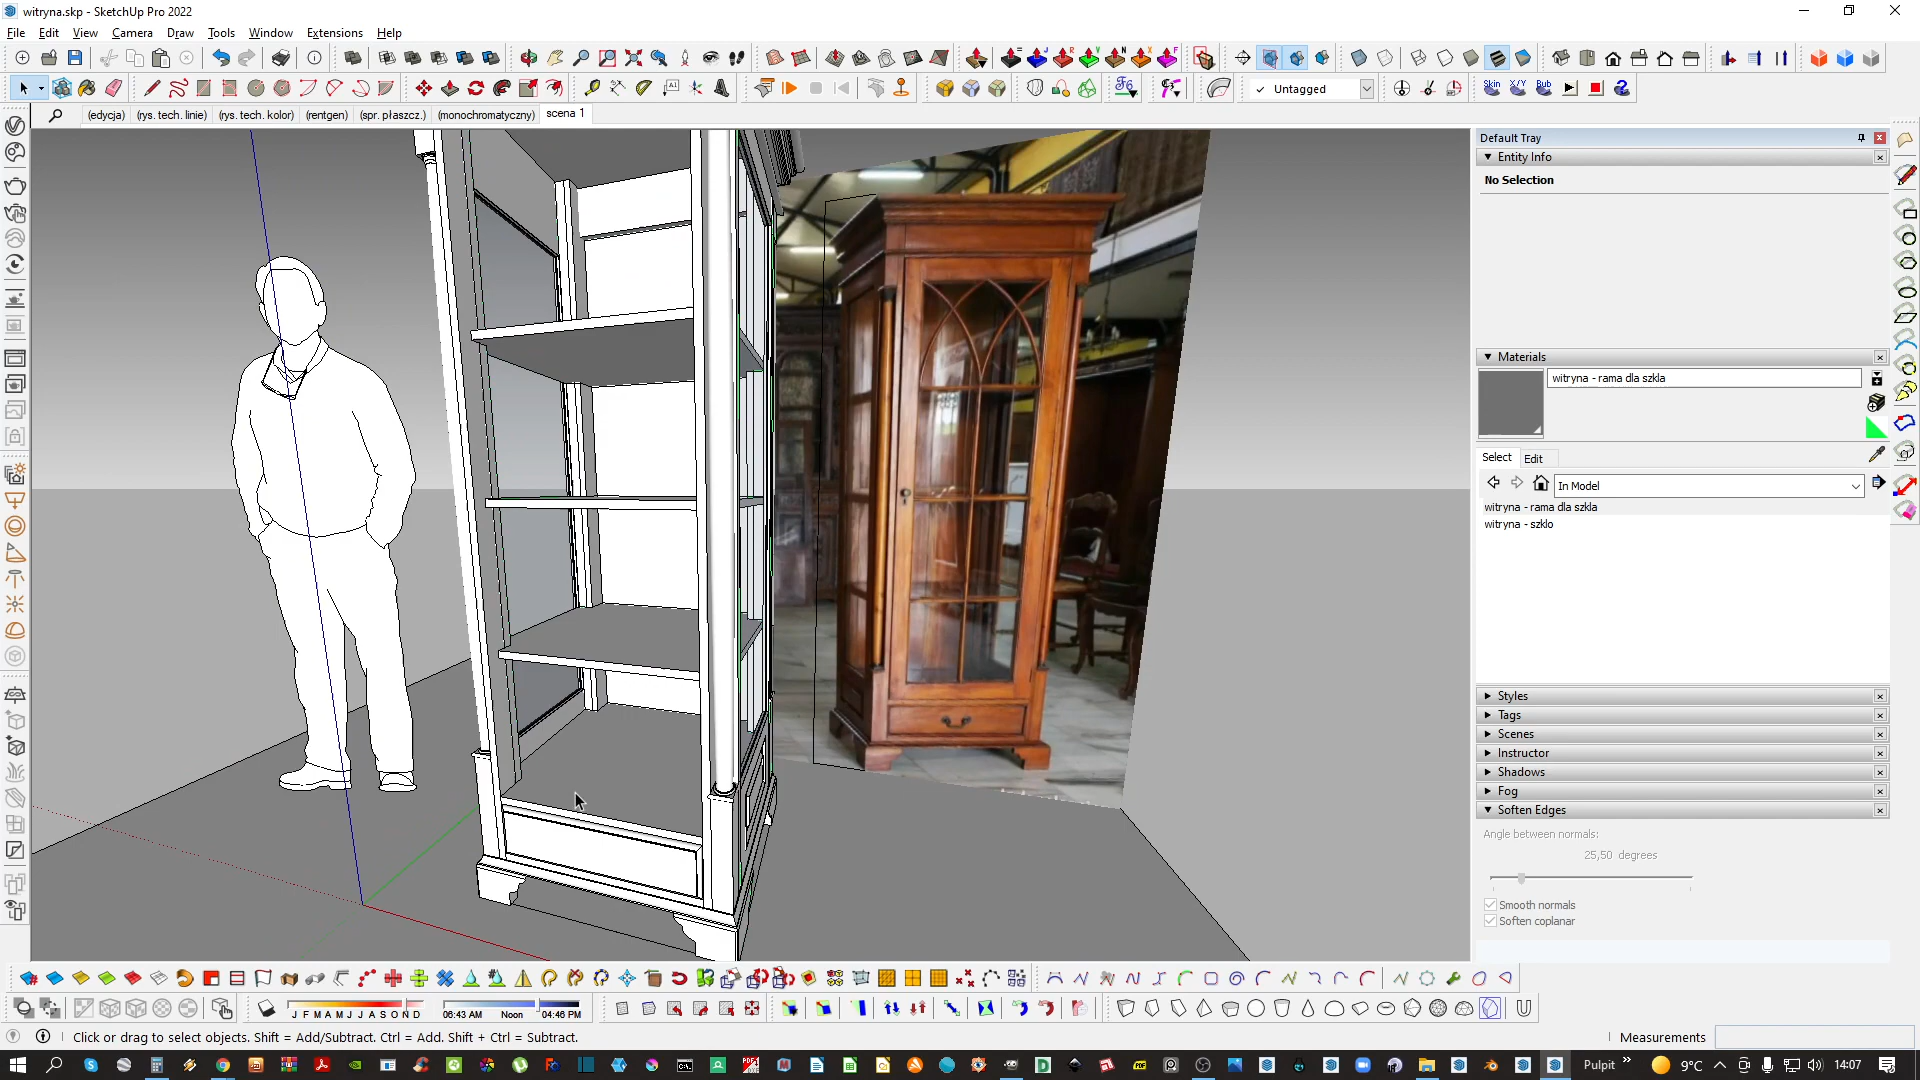 witryna.skp - SketchUp Pro 2022
File Edit View Camera Draw Tools Window Extensions Help
Untagged
Skin X/Y Bub
(edycja) (rys. tech. linie) (rys. tech. kolor) (rentgen) (spr. płaszcz.) (monochromatyczny) scena 1
Default Tray
Entity Info
No Selection
Materials
witryna - rama dla szkla
Select Edit
In Model
witryna - rama dla szkla
witryna - szklo
Styles
Tags
Scenes
Instructor
Shadows
Fog
Soften Edges
Angle between normals:
25,50 degrees
Smooth normals
Soften coplanar
J F M A M J J A S O N D
06:43 AM Noon 04:46 PM
Click or drag to select objects. Shift = Add/Subtract. Ctrl = Add. Shift + Ctrl = Subtract.
Measurements
Pulpit
9°C
14:07